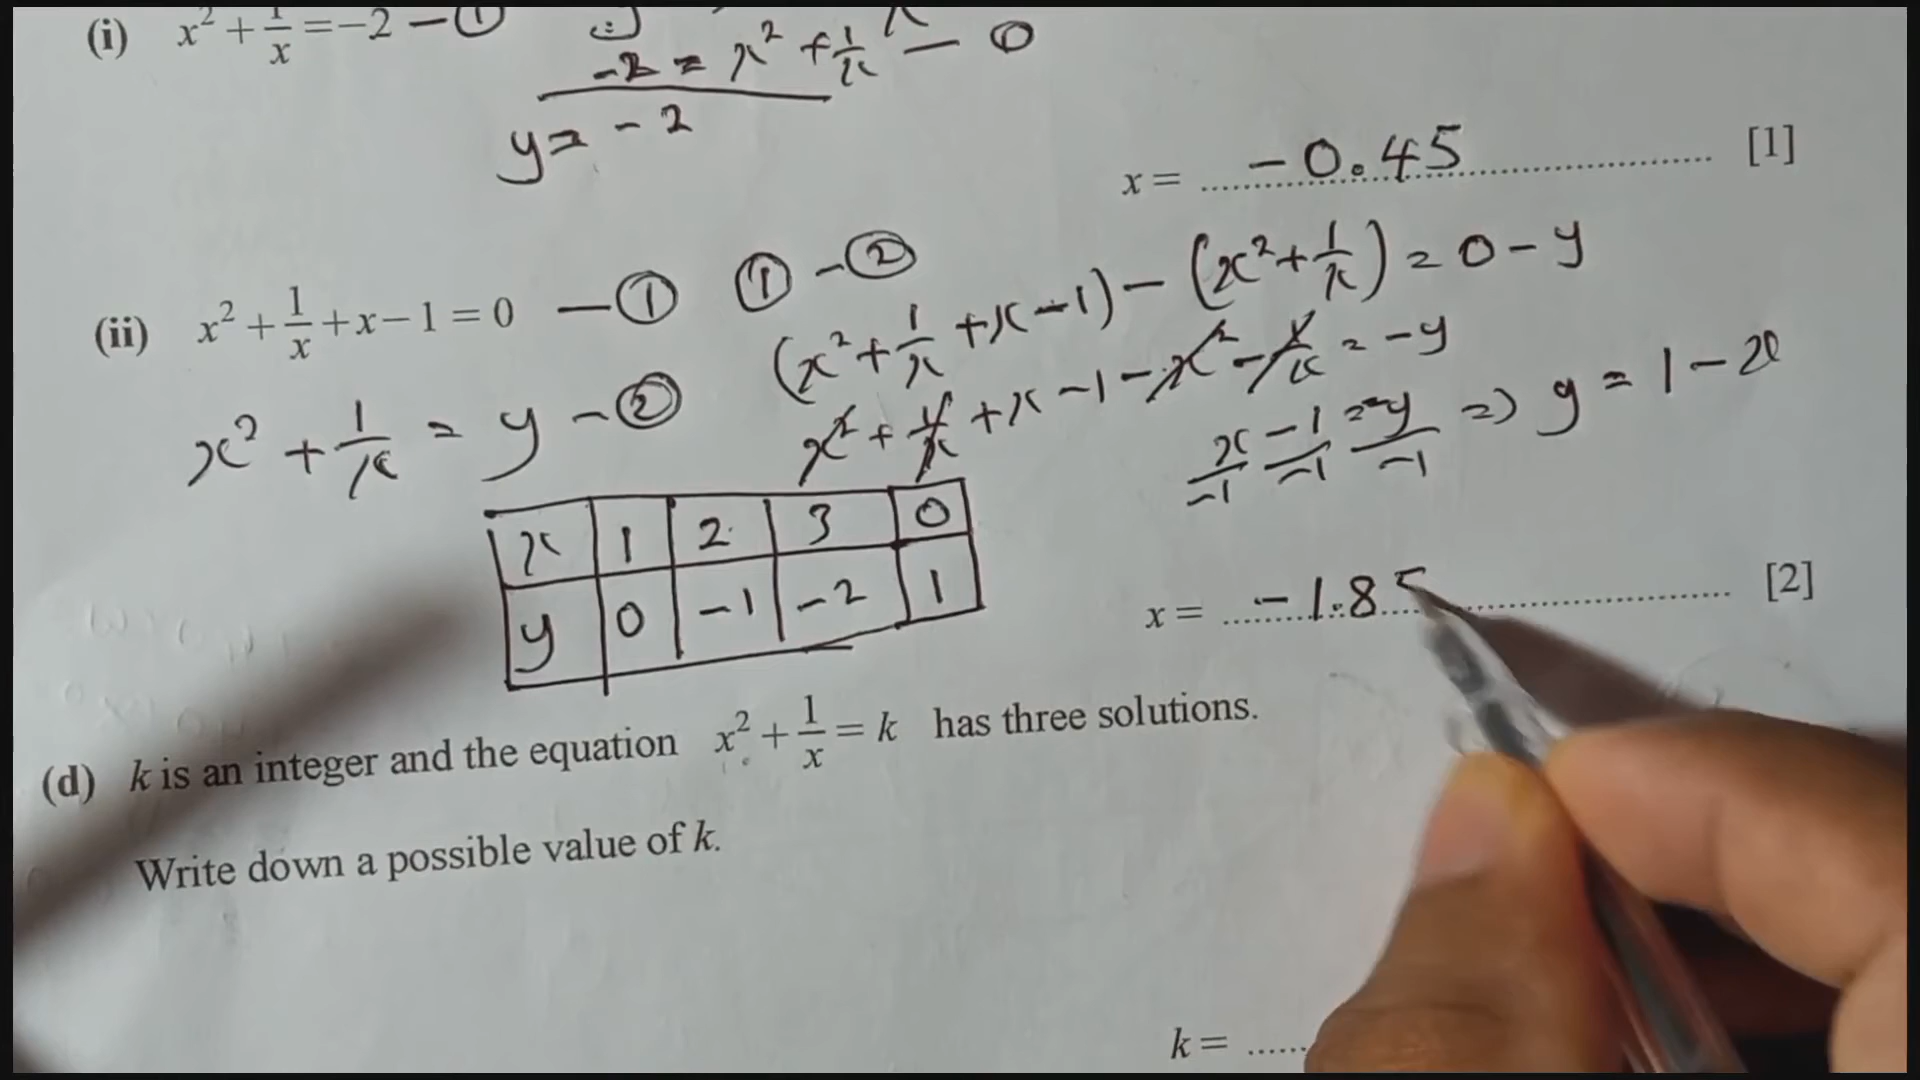 (i) x² + 1/x = −2 — ①
-2 = x² + 1/x — ①
y = -2
x = -0.45 [1]
(ii) x² + 1/x + x − 1 = 0 — ① ① - ②
(x² + 1/x + x - 1) - (x² + 1/x) = 0 - y
x² + 1/x = y - ②
x² + 1/x + x - 1 - x² - 1/x = -y
x/-1 - 1/-1 = -y/-1 => y = 1 - x
x 1 2 3 0
y 0 -1 -2 1
x = -1.85 [2]
(d) k is an integer and the equation x² + 1/x = k has three solutions.
Write down a possible value of k.
k = ......